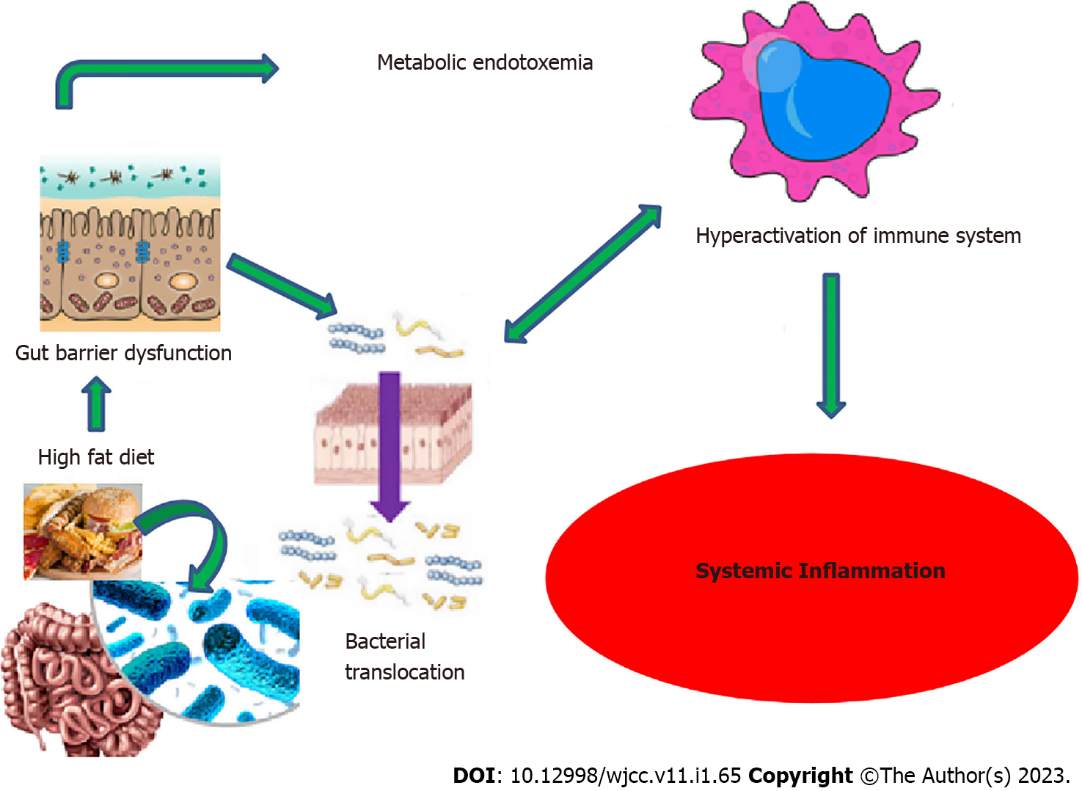 Metabolic endotoxemia
Hyperactivation of immune system
Gut barrier dysfunction
High fat diet
Systemic Inflammation
Bacterial
translocation
DOI: 10.12998/wjcc.v11.i1.65 Copyright ©The Author(s) 2023.